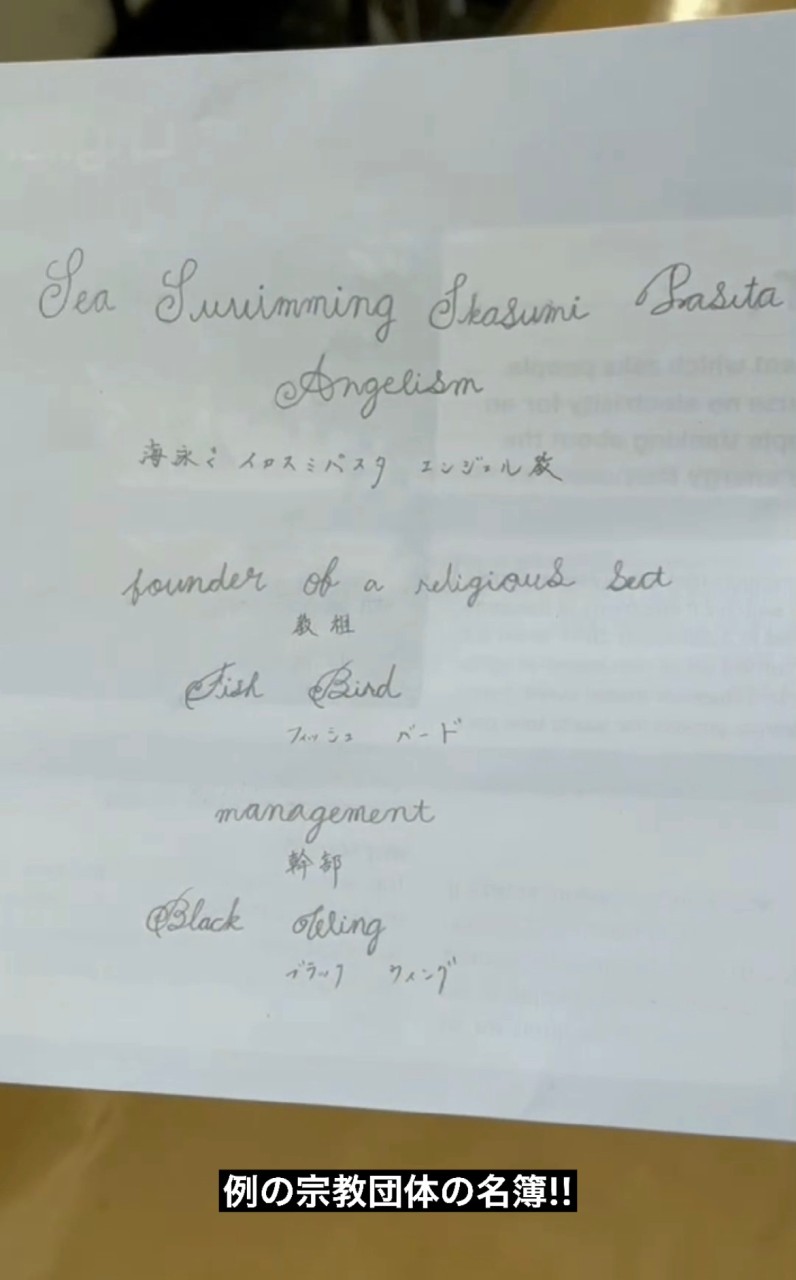 Sea Swimming Ikasumi Pasuta
Angelism
海泳ぐ イカスミパスタ エンジェル教
founder of a religious sect
教祖
Fish Bird
フィッシュ バード
management
幹部
Black Wing
ブラック ウィング
例の宗教団体の名簿!!